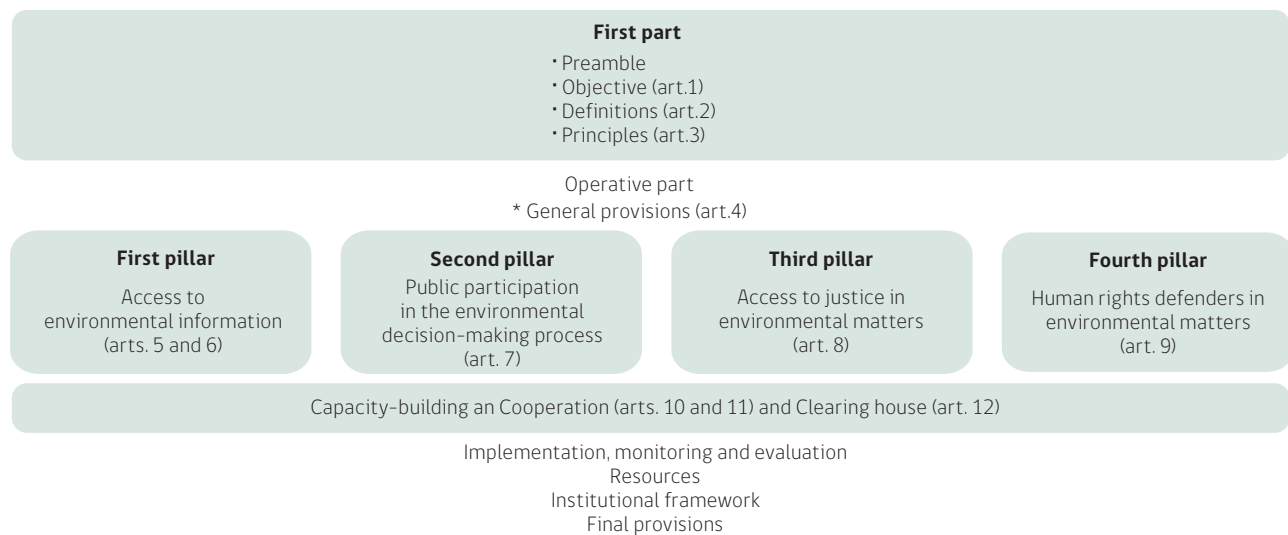 First part
· Preamble
· Objective (art.1)
· Definitions (art.2)
· Principles (art.3)
Operative part
* General provisions (art.4)
First pillar
Access to
environmental information
(arts. 5 and 6)
Second pillar
Public participation
in the environmental
decision-making process
(art. 7)
Third pillar
Access to justice in
environmental matters
(art. 8)
Fourth pillar
Human rights defenders in
environmental matters
(art. 9)
Capacity-building an Cooperation (arts. 10 and 11) and Clearing house (art. 12)
Implementation, monitoring and evaluation
Resources
Institutional framework
Final provisions